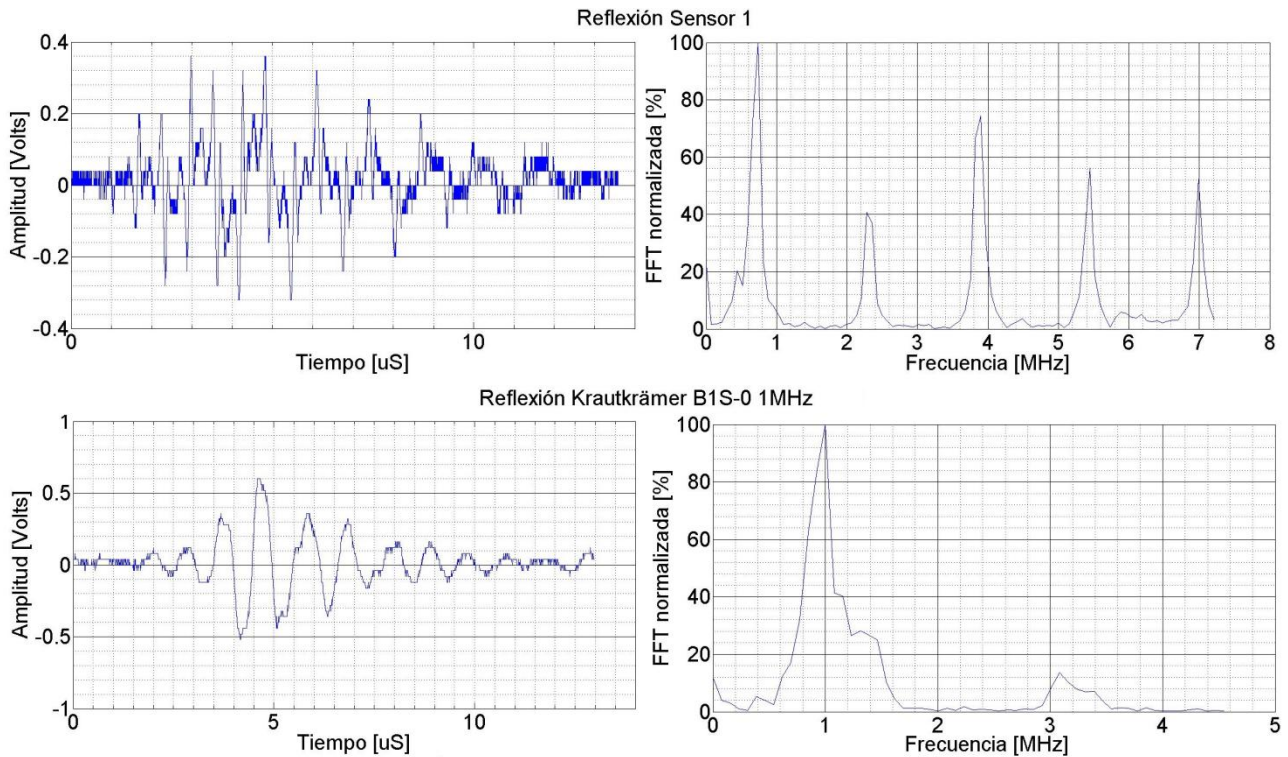 Reflexión Sensor 1
Amplitud [Volts]
0.4
0.2
0
-0.2
-0.4
0 10
Tiempo [uS]
FFT normalizada [%]
100
80
60
40
20
0
0 1 2 3 4 5 6 7 8
Frecuencia [MHz]
Reflexión Krautkrämer B1S-0 1MHz
Amplitud [Volts]
1
0.5
0
-0.5
-1
0 5 10
Tiempo [uS]
FFT normalizada [%]
100
80
60
40
20
0
0 1 2 3 4 5
Frecuencia [MHz]